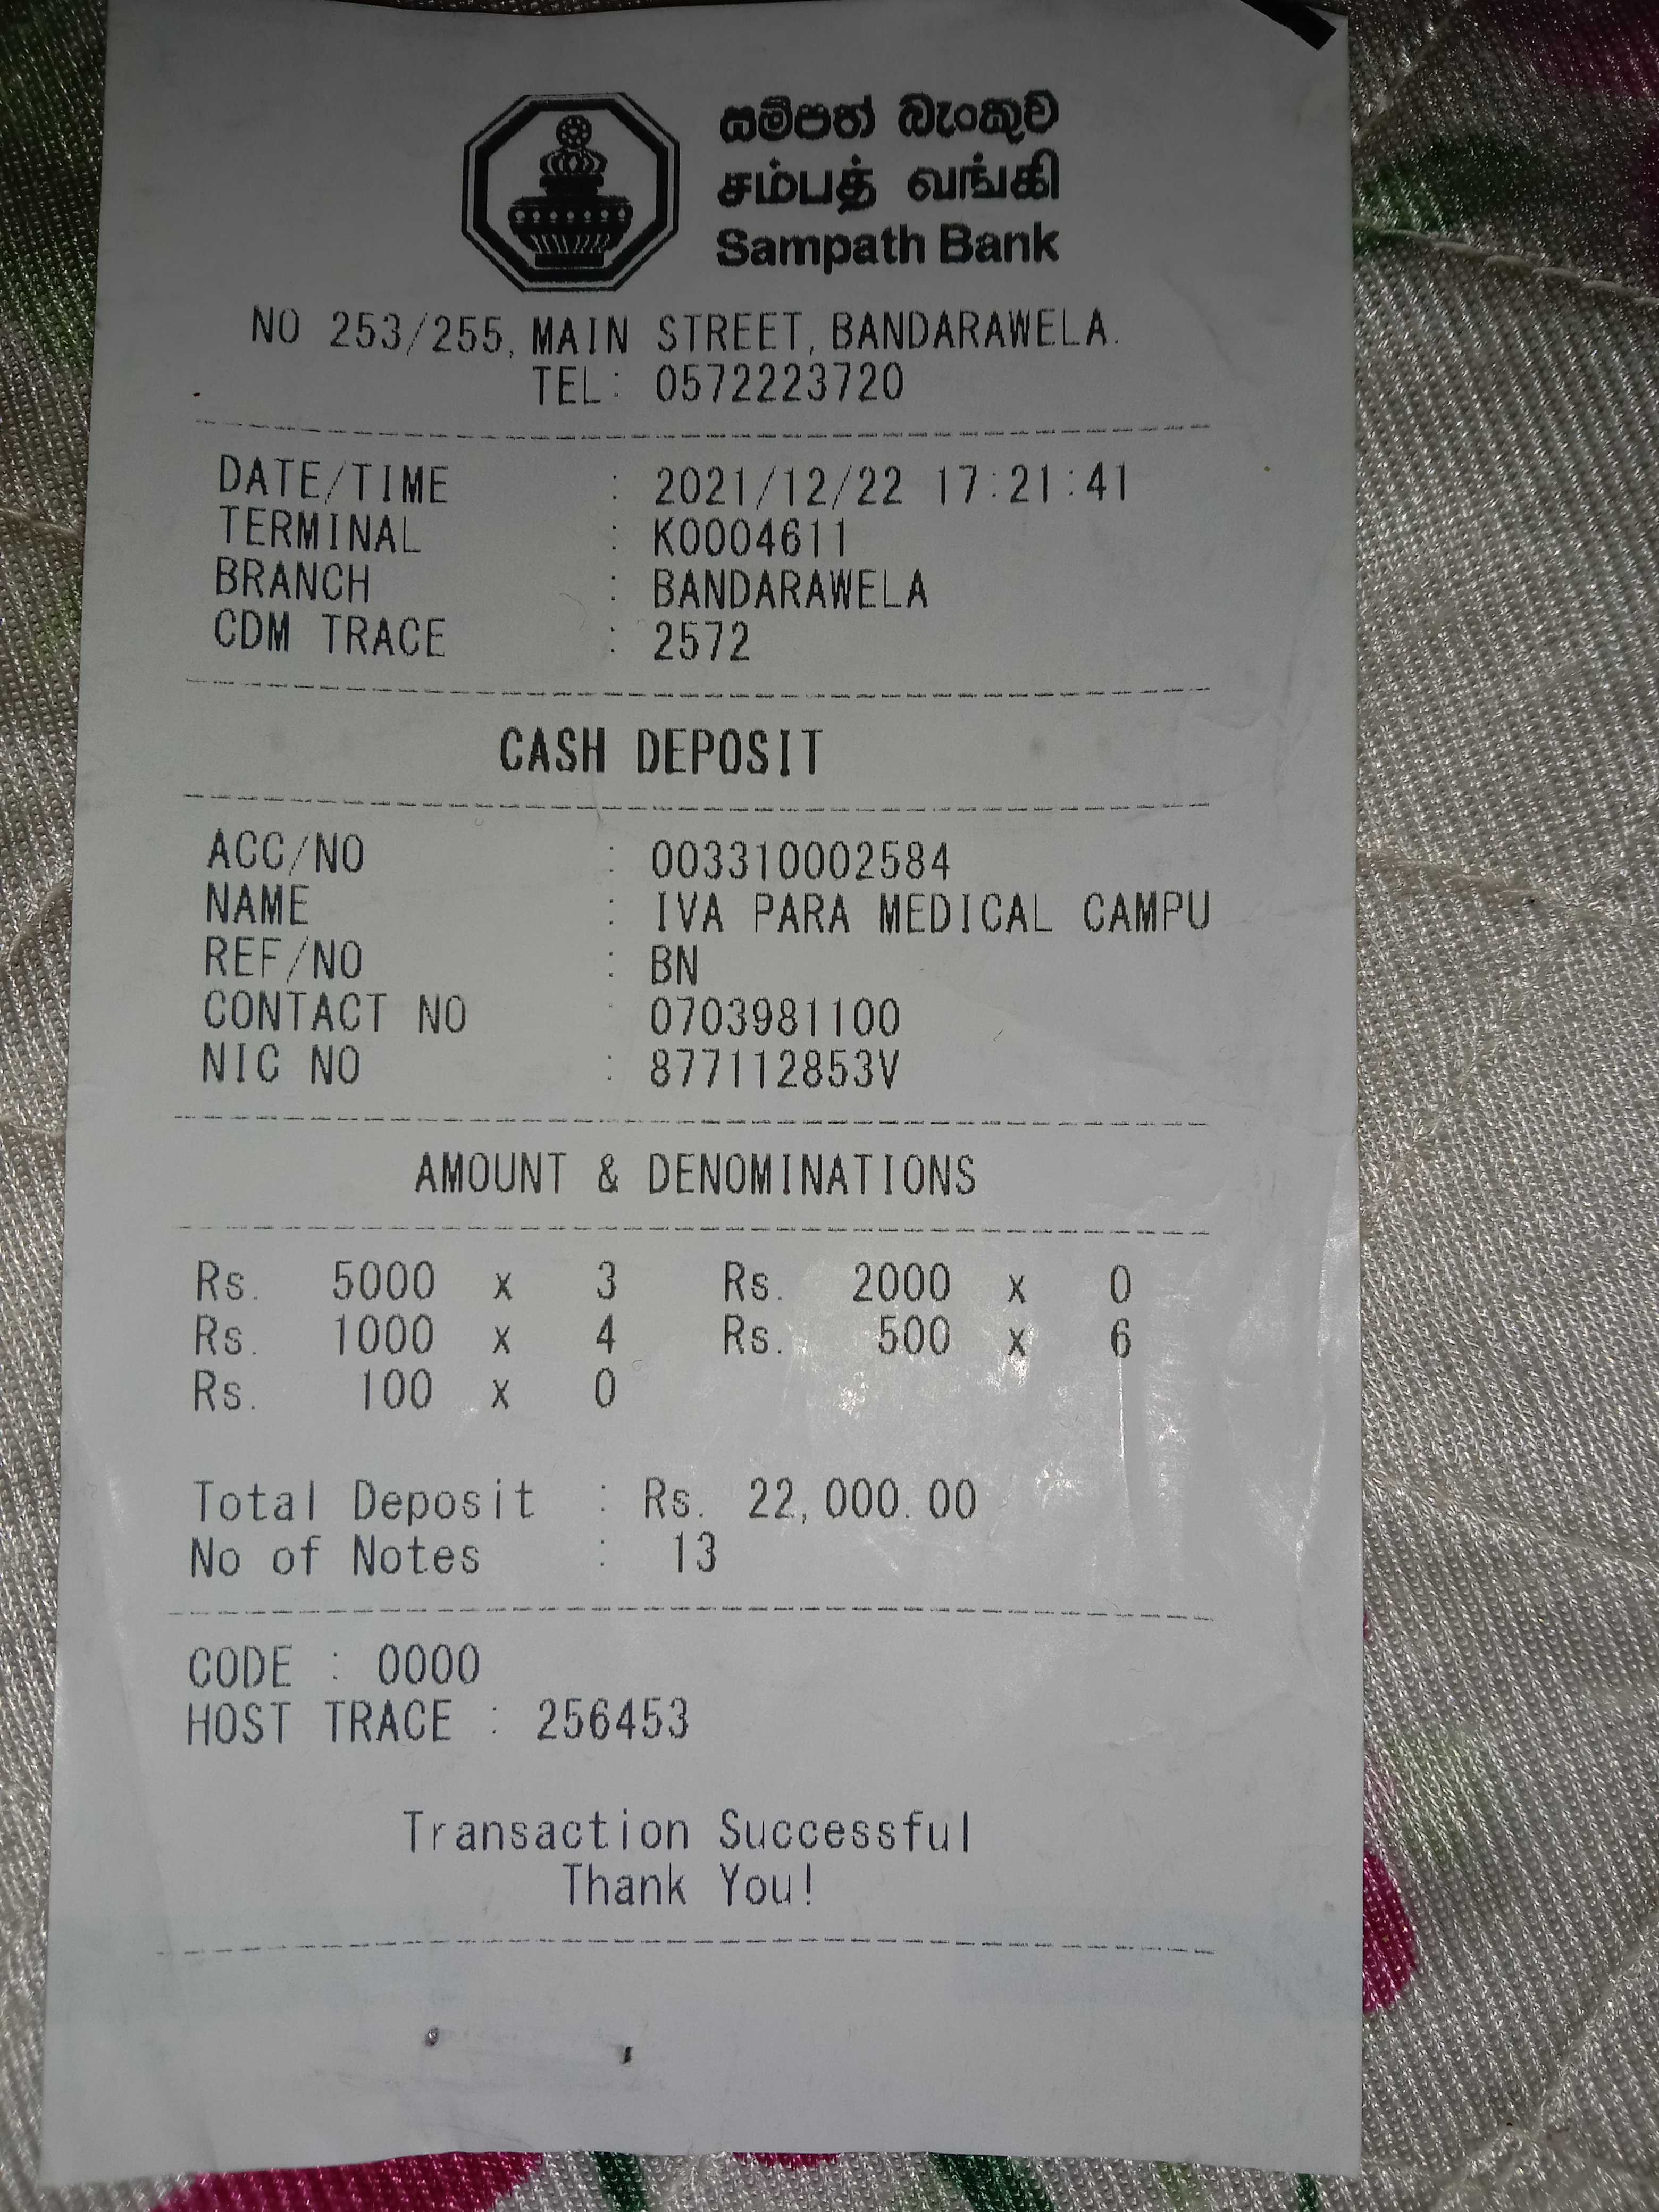 සම්පත් බැංකුව
சம்பத் வங்கி
Sampath Bank
NO 253/255, MAIN STREET, BANDARAWELA.
TEL: 0572223720
DATE/TIME : 2021/12/22 17:21:41
TERMINAL : K0004611
BRANCH : BANDARAWELA
CDM TRACE : 2572
CASH DEPOSIT
ACC/NO : 003310002584
NAME : IVA PARA MEDICAL CAMPU
REF/NO : BN
CONTACT NO : 0703981100
NIC NO : 877112853V
AMOUNT & DENOMINATIONS
Rs. 5000 x 3 Rs. 2000 x 0
Rs. 1000 x 4 Rs. 500 x 6
Rs. 100 x 0
Total Deposit : Rs. 22,000.00
No of Notes : 13
CODE : 0000
HOST TRACE : 256453
Transaction Successful
Thank You!